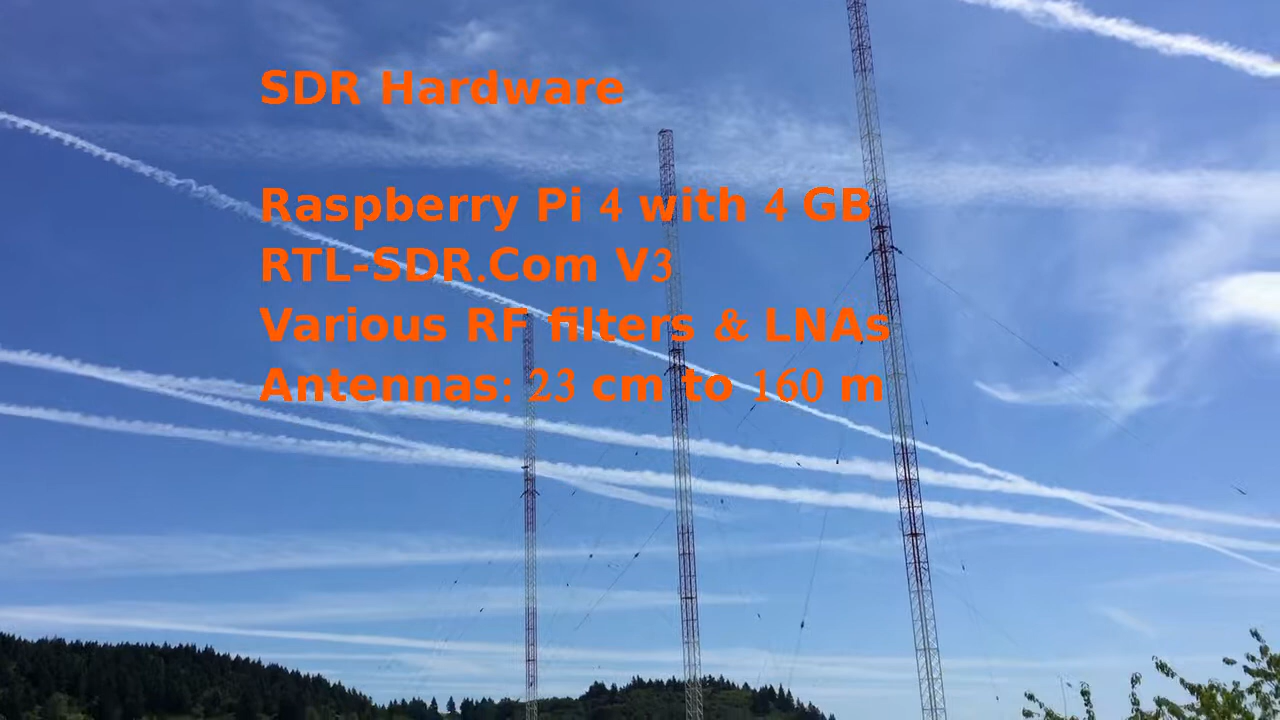 SDR Hardware
Raspberry Pi 4 with 4 GB
RTL-SDR.Com V3
Various RF filters & LNAs
Antennas: 23 cm to 160 m